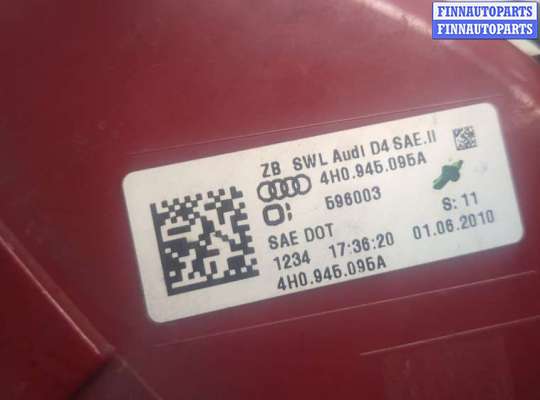 FINNAUTOPARTS
FINNAUTOPARTS
ZB SWL Audi D4 SAE.II
4H0.945.095A
596003
S: 11
SAE DOT
1234 17:36:20 01.06.2010
4H0.945.095A